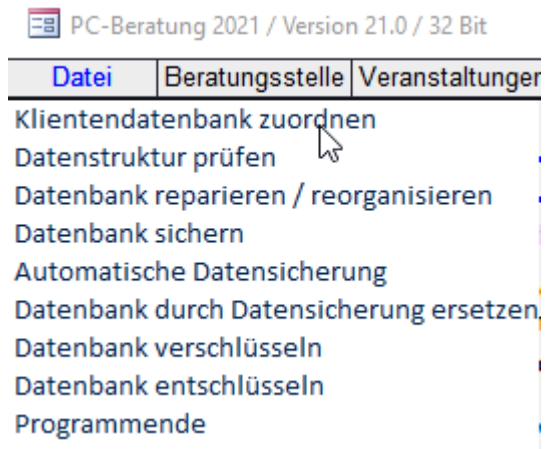 PC-Beratung 2021 / Version 21.0 / 32 Bit
Datei Beratungsstelle Veranstaltungen
Klientendatenbank zuordnen
Datenstruktur prüfen
Datenbank reparieren / reorganisieren
Datenbank sichern
Automatische Datensicherung
Datenbank durch Datensicherung ersetzen
Datenbank verschlüsseln
Datenbank entschlüsseln
Programmende